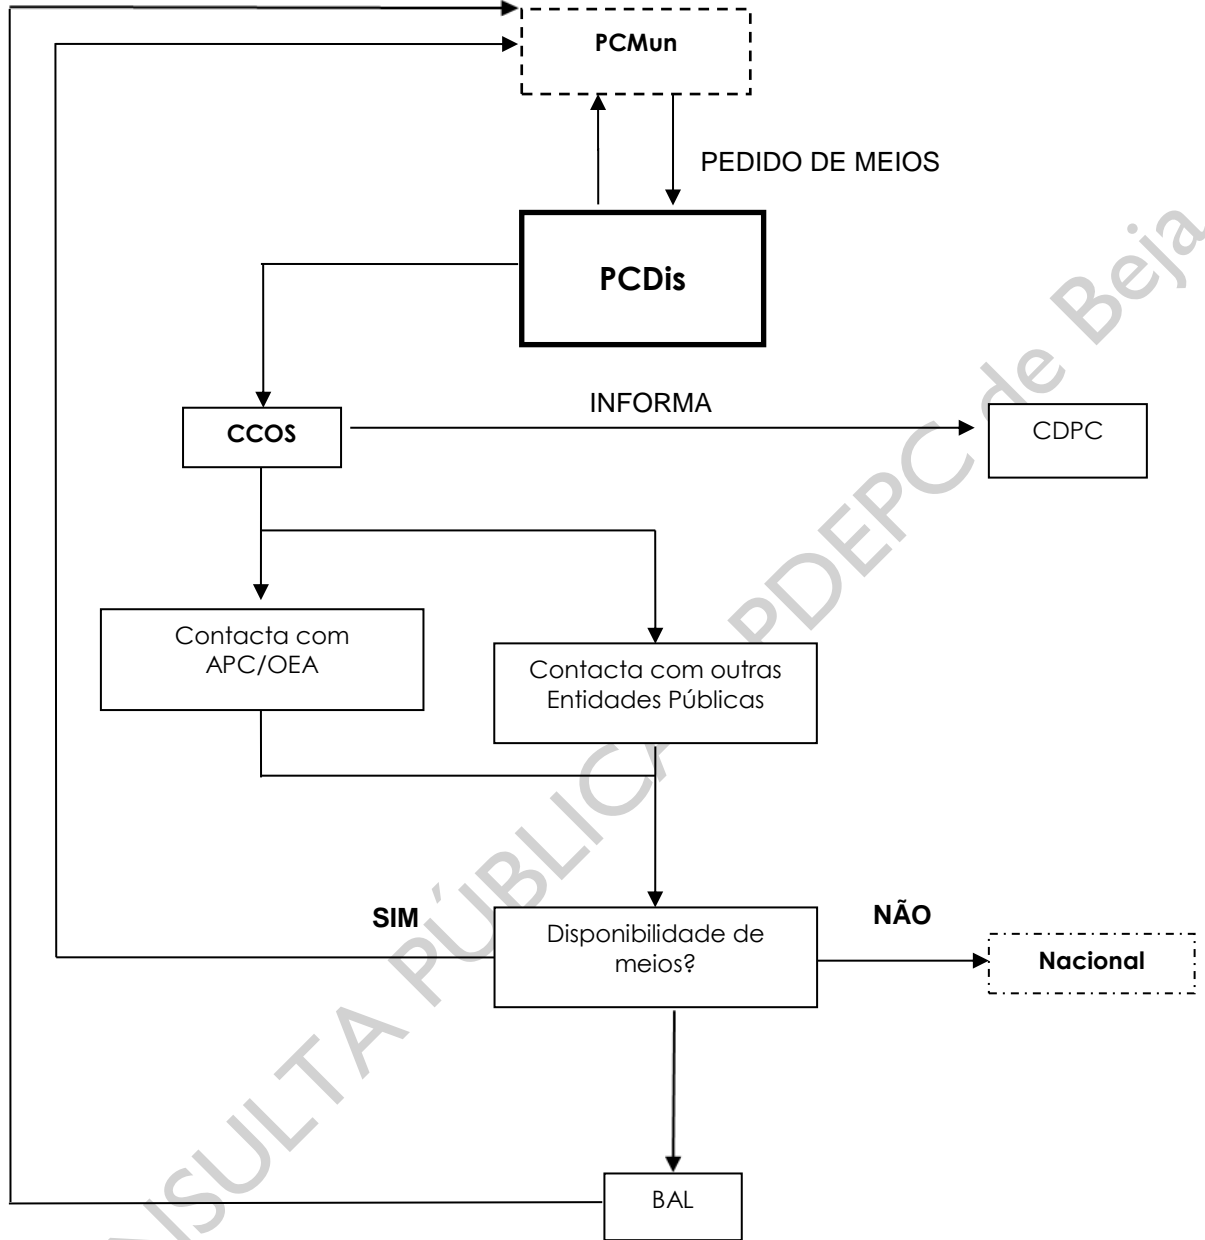 PCMun
PEDIDO DE MEIOS
PCDis
INFORMA
CCOS
CDPC
Contacta com
APC/OEA
Contacta com outras
Entidades Públicas
SIM
NÃO
Disponibilidade de
meios?
Nacional
BAL
NSULTA PÚBLICA PDEPC de Beja